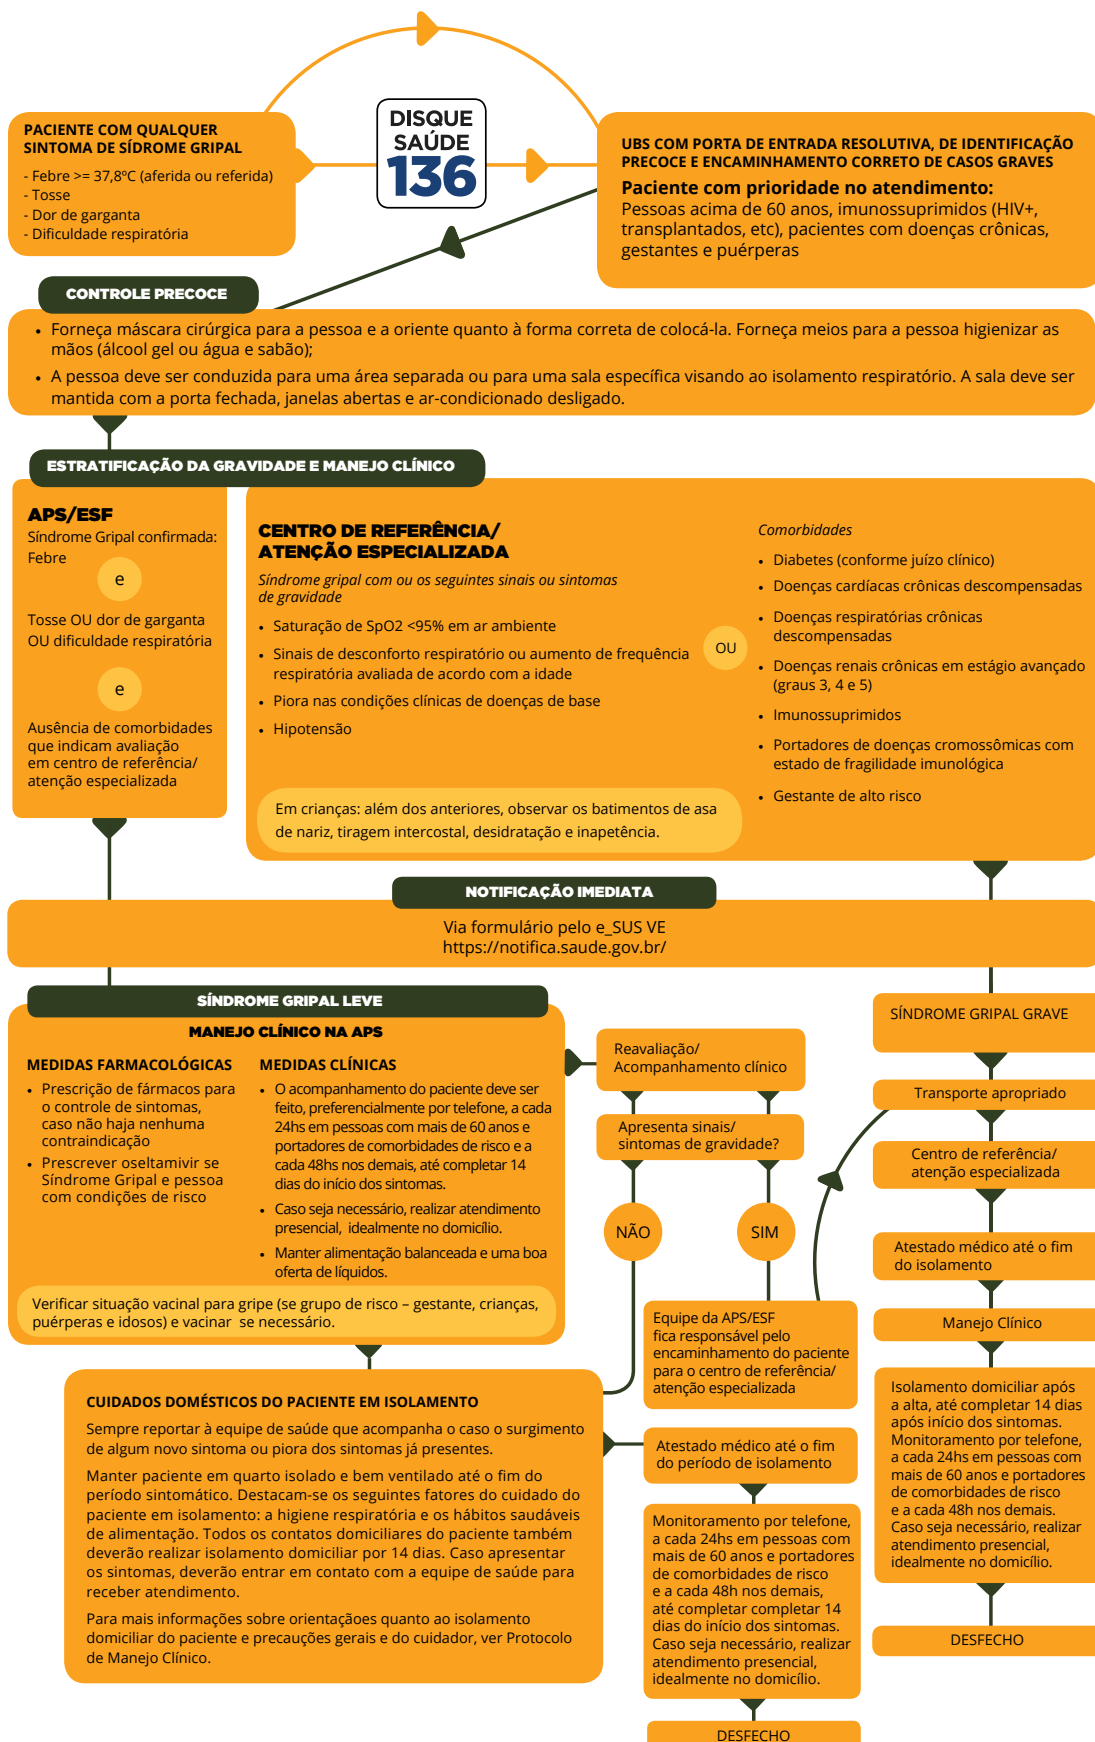 PACIENTE COM QUALQUER
SINTOMA DE SÍDROME GRIPAL
- Febre >= 37,8ºC (aferida ou referida)
- Tosse
- Dor de garganta
- Dificuldade respiratória
DISQUE
SAÚDE
136
UBS COM PORTA DE ENTRADA RESOLUTIVA, DE IDENTIFICAÇÃO
PRECOCE E ENCAMINHAMENTO CORRETO DE CASOS GRAVES
Paciente com prioridade no atendimento:
Pessoas acima de 60 anos, imunossuprimidos (HIV+,
transplantados, etc), pacientes com doenças crônicas,
gestantes e puérperas
CONTROLE PRECOCE
• Forneça máscara cirúrgica para a pessoa e a oriente quanto à forma correta de colocá-la. Forneça meios para a pessoa higienizar as
mãos (álcool gel ou água e sabão);
• A pessoa deve ser conduzida para uma área separada ou para uma sala específica visando ao isolamento respiratório. A sala deve ser
mantida com a porta fechada, janelas abertas e ar-condicionado desligado.
ESTRATIFICAÇÃO DA GRAVIDADE E MANEJO CLÍNICO
APS/ESF
Síndrome Gripal confirmada:
Febre
e
Tosse OU dor de garganta
OU dificuldade respiratória
e
Ausência de comorbidades
que indicam avaliação
em centro de referência/
atenção especializada
CENTRO DE REFERÊNCIA/
ATENÇÃO ESPECIALIZADA
Síndrome gripal com ou os seguintes sinais ou sintomas
de gravidade
• Saturação de SpO2 <95% em ar ambiente
• Sinais de desconforto respiratório ou aumento de frequência
respiratória avaliada de acordo com a idade
• Piora nas condições clínicas de doenças de base
• Hipotensão
Em crianças: além dos anteriores, observar os batimentos de asa
de nariz, tiragem intercostal, desidratação e inapetência.
OU
Comorbidades
• Diabetes (conforme juízo clínico)
• Doenças cardíacas crônicas descompensadas
• Doenças respiratórias crônicas
descompensadas
• Doenças renais crônicas em estágio avançado
(graus 3, 4 e 5)
• Imunossuprimidos
• Portadores de doenças cromossômicas com
estado de fragilidade imunológica
• Gestante de alto risco
NOTIFICAÇÃO IMEDIATA
Via formulário pelo e_SUS VE
https://notifica.saude.gov.br/
SÍNDROME GRIPAL LEVE
MANEJO CLÍNICO NA APS
MEDIDAS FARMACOLÓGICAS
• Prescrição de fármacos para
o controle de sintomas,
caso não haja nenhuma
contraindicação
• Prescrever oseltamivir se
Síndrome Gripal e pessoa
com condições de risco
MEDIDAS CLÍNICAS
• O acompanhamento do paciente deve ser
feito, preferencialmente por telefone, a cada
24hs em pessoas com mais de 60 anos e
portadores de comorbidades de risco e a
cada 48hs nos demais, até completar 14
dias do início dos sintomas.
• Caso seja necessário, realizar atendimento
presencial, idealmente no domicílio.
• Manter alimentação balanceada e uma boa
oferta de líquidos.
Verificar situação vacinal para gripe (se grupo de risco – gestante, crianças,
puérperas e idosos) e vacinar se necessário.
Reavaliação/
Acompanhamento clínico
Apresenta sinais/
sintomas de gravidade?
NÃO
SIM
Equipe da APS/ESF
fica responsável pelo
encaminhamento do paciente
para o centro de referência/
atenção especializada
CUIDADOS DOMÉSTICOS DO PACIENTE EM ISOLAMENTO
Sempre reportar à equipe de saúde que acompanha o caso o surgimento
de algum novo sintoma ou piora dos sintomas já presentes.
Manter paciente em quarto isolado e bem ventilado até o fim do
período sintomático. Destacam-se os seguintes fatores do cuidado do
paciente em isolamento: a higiene respiratória e os hábitos saudáveis
de alimentação. Todos os contatos domiciliares do paciente também
deverão realizar isolamento domiciliar por 14 dias. Caso apresentar
os sintomas, deverão entrar em contato com a equipe de saúde para
receber atendimento.
Para mais informações sobre orientaçãoes quanto ao isolamento
domiciliar do paciente e precauções gerais e do cuidador, ver Protocolo
de Manejo Clínico.
Atestado médico até o fim
do período de isolamento
Monitoramento por telefone,
a cada 24hs em pessoas com
mais de 60 anos e portadores
de comorbidades de risco
e a cada 48h nos demais,
até completar completar 14
dias do início dos sintomas.
Caso seja necessário, realizar
atendimento presencial,
idealmente no domicílio.
DESFECHO
SÍNDROME GRIPAL GRAVE
Transporte apropriado
Centro de referência/
atenção especializada
Atestado médico até o fim
do isolamento
Manejo Clínico
Isolamento domiciliar após
a alta, até completar 14 dias
após início dos sintomas.
Monitoramento por telefone,
a cada 24hs em pessoas com
mais de 60 anos e portadores
de comorbidades de risco
e a cada 48h nos demais.
Caso seja necessário, realizar
atendimento presencial,
idealmente no domicílio.
DESFECHO